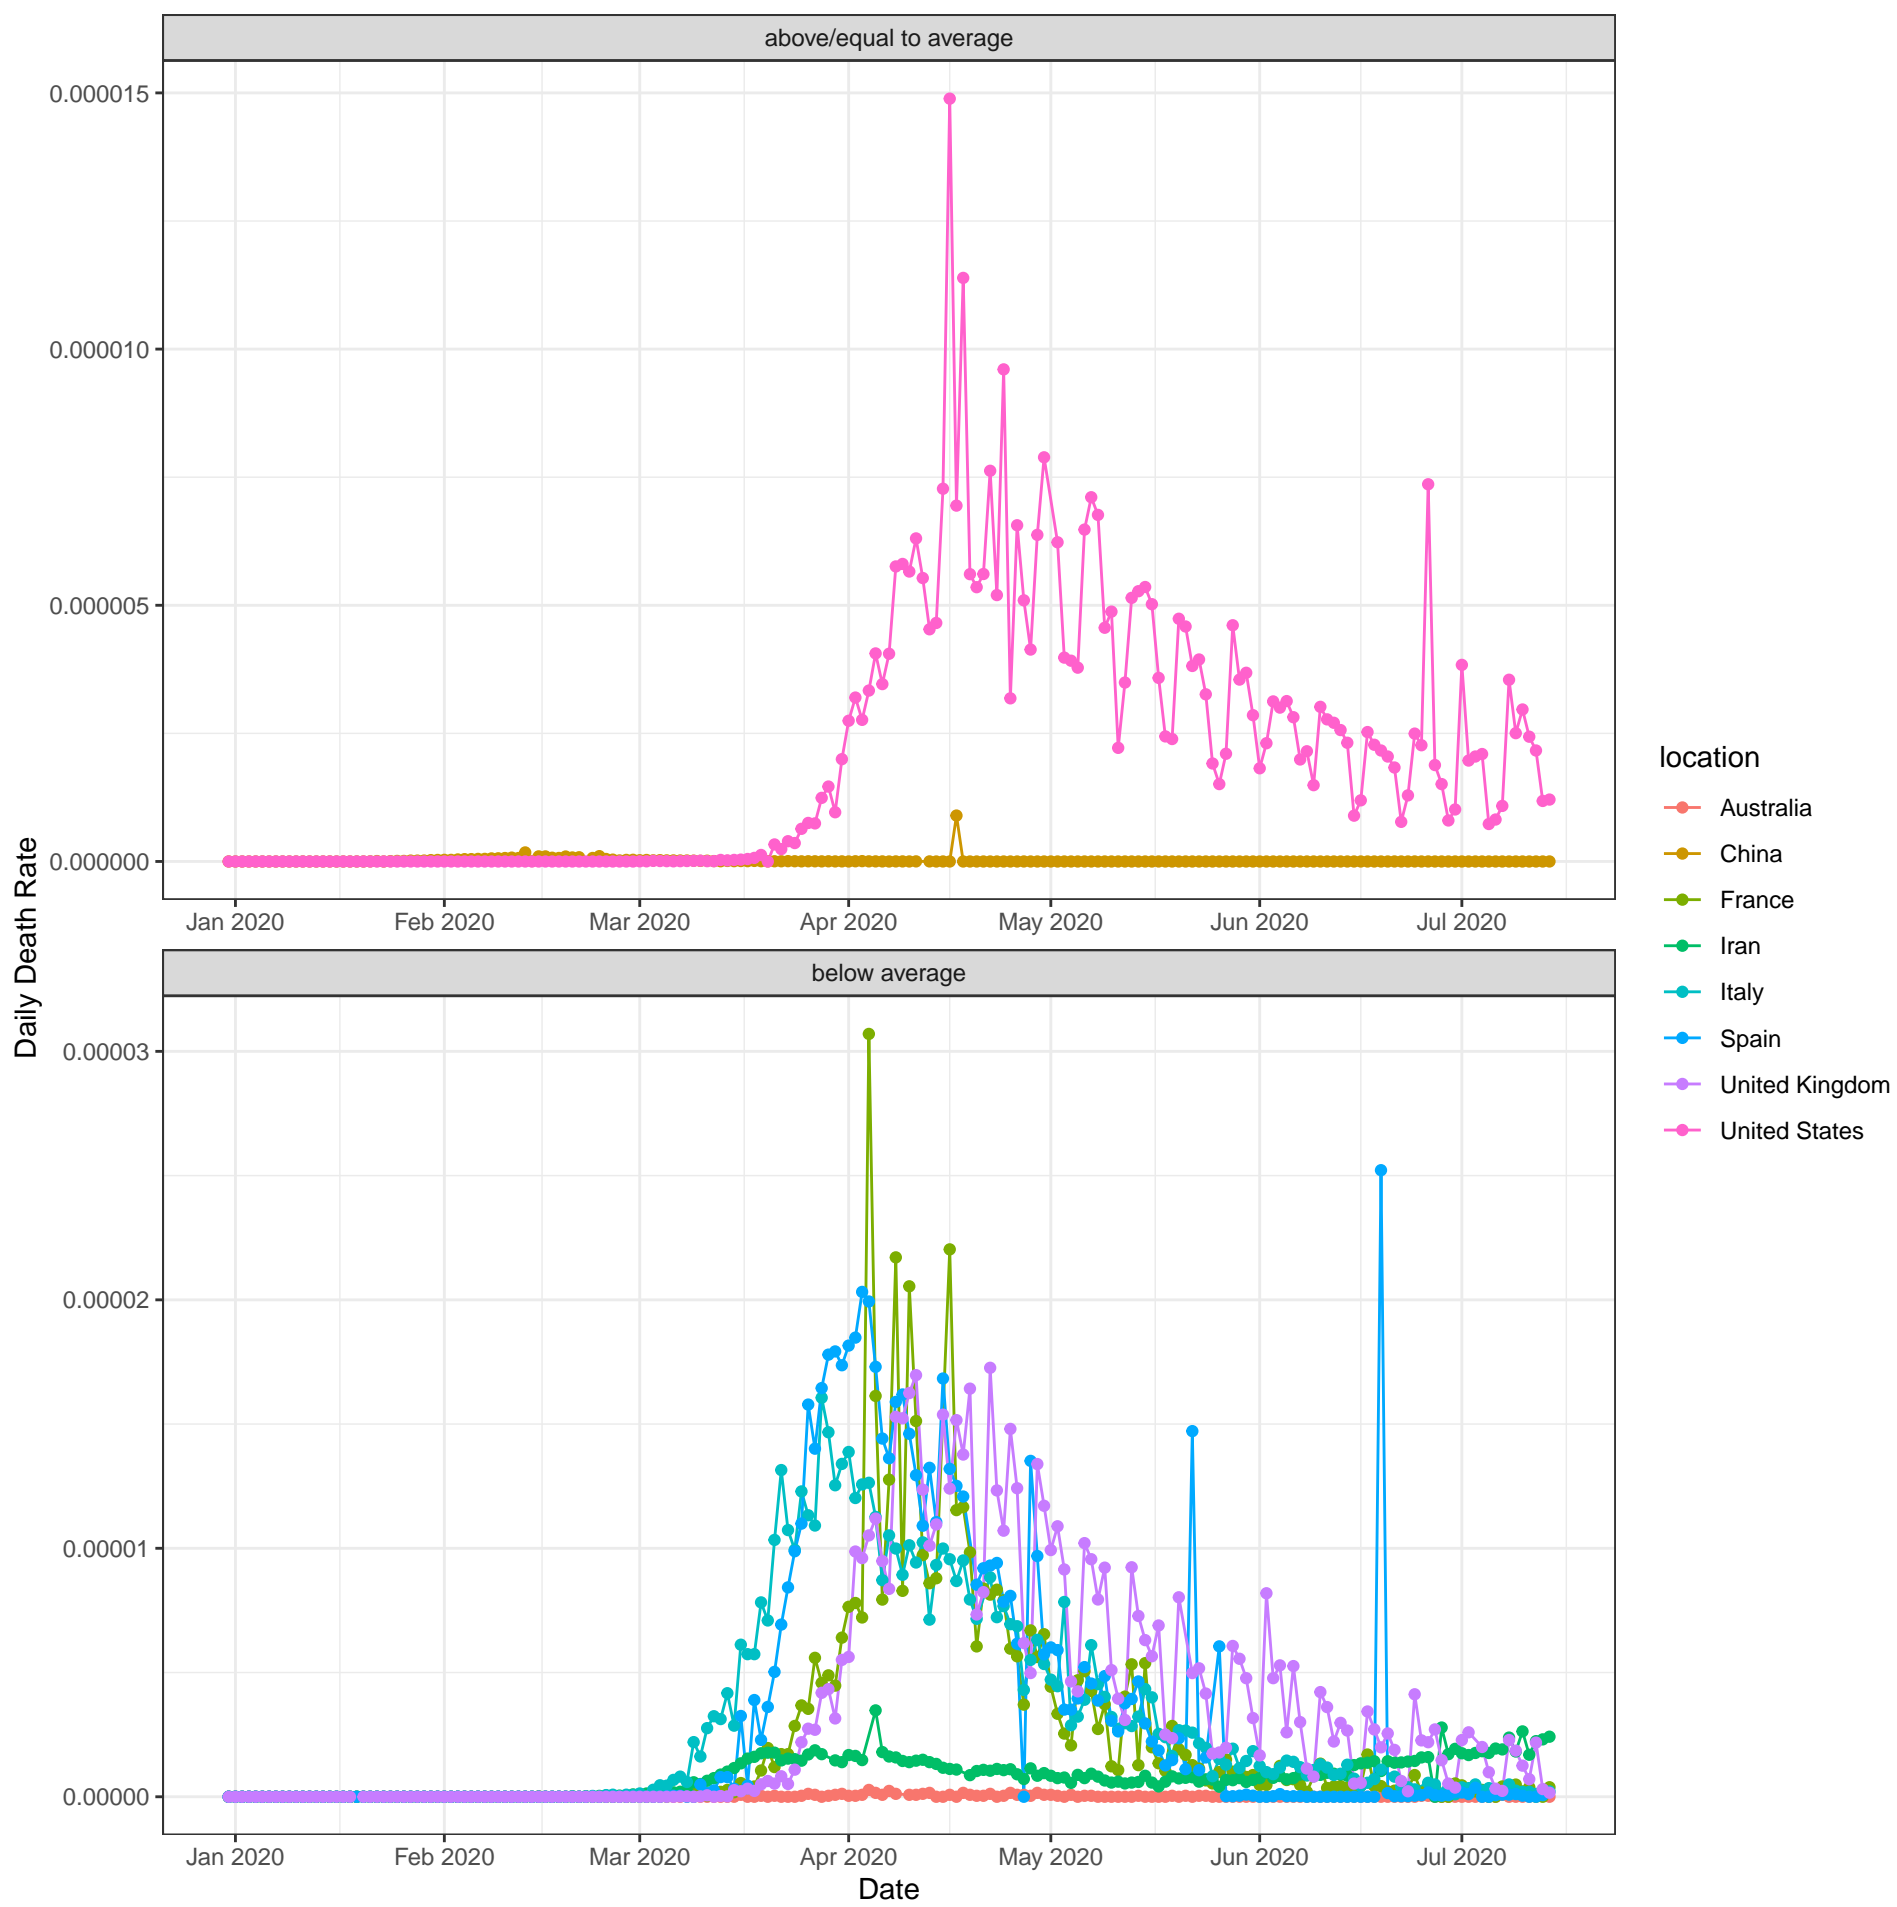 above/equal to average
0.000015
0.000010
0.000005
0.000000
Jan 2020 Feb 2020 Mar 2020 Apr 2020 May 2020 Jun 2020 Jul 2020
Daily Death Rate
below average
0.00003
0.00002
0.00001
0.00000
Jan 2020 Feb 2020 Mar 2020 Apr 2020 May 2020 Jun 2020 Jul 2020
Date
location
Australia
China
France
Iran
Italy
Spain
United Kingdom
United States